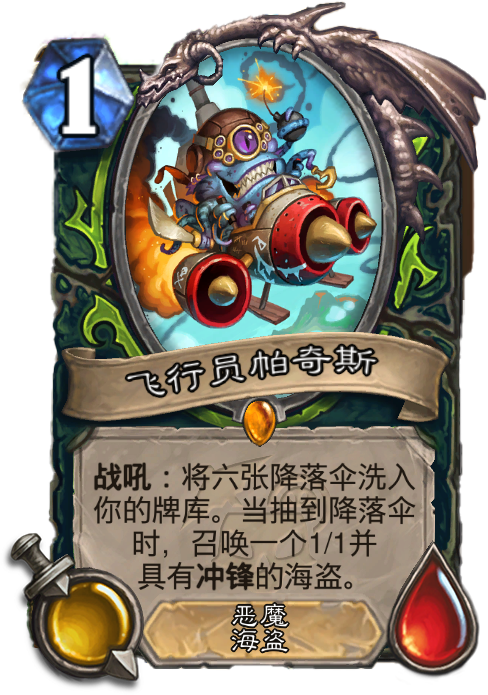 1
飞行员帕奇斯
战吼：将六张降落伞洗入
你的牌库。当抽到降落伞
时，召唤一个1/1并
具有冲锋的海盗。
恶魔
海盗